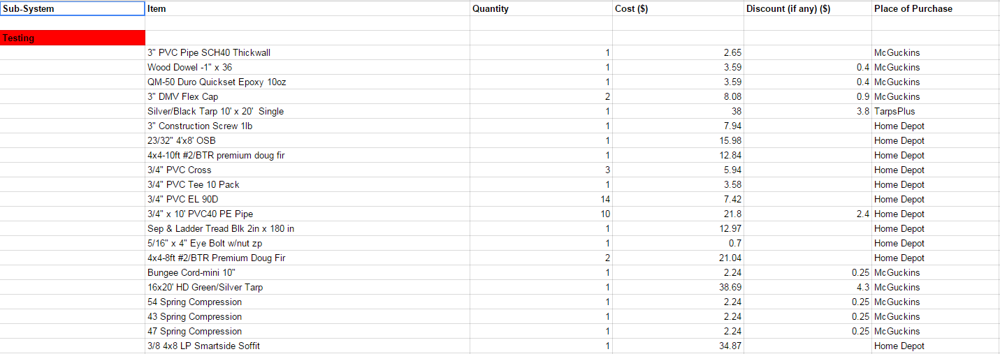 Sub-System Item Quantity Cost ($) Discount (if any) ($) Place of Purchase
Testing
3" PVC Pipe SCH40 Thickwall 1 2.65 McGuckins
Wood Dowel -1" x 36 1 3.59 0.4 McGuckins
QM-50 Duro Quickset Epoxy 10oz 1 3.59 0.4 McGuckins
3" DMV Flex Cap 2 8.08 0.9 McGuckins
Silver/Black Tarp 10' x 20' Single 1 38 3.8 TarpsPlus
3" Construction Screw 1lb 1 7.94 Home Depot
23/32" 4'x8' OSB 1 15.98 Home Depot
4x4-10ft #2/BTR premium doug fir 1 12.84 Home Depot
3/4" PVC Cross 3 5.94 Home Depot
3/4" PVC Tee 10 Pack 1 3.58 Home Depot
3/4" PVC EL 90D 14 7.42 Home Depot
3/4" x 10' PVC40 PE Pipe 10 21.8 2.4 Home Depot
Sep & Ladder Tread Blk 2in x 180 in 1 12.97 Home Depot
5/16" x 4" Eye Bolt w/nut zp 1 0.7 Home Depot
4x4-8ft #2/BTR Premium Doug Fir 2 21.04 Home Depot
Bungee Cord-mini 10" 1 2.24 0.25 McGuckins
16x20' HD Green/Silver Tarp 1 38.69 4.3 McGuckins
54 Spring Compression 1 2.24 0.25 McGuckins
43 Spring Compression 1 2.24 0.25 McGuckins
47 Spring Compression 1 2.24 0.25 McGuckins
3/8 4x8 LP Smartside Soffit 1 34.87 Home Depot